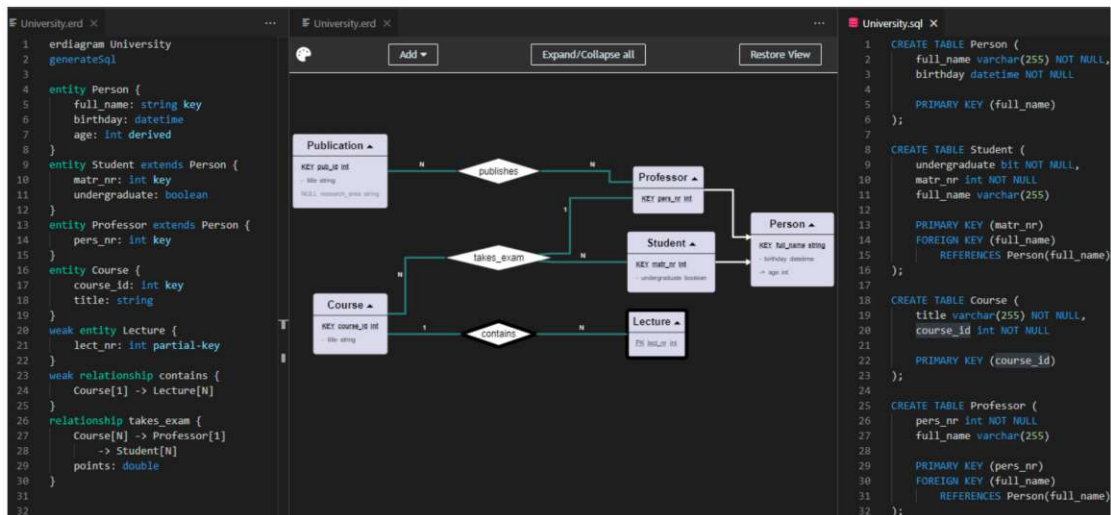 University.erd
1 erdiagram University
2 generateSql
3
4 entity Person {
5 full_name: string key
6 birthday: datetime
7 age: int derived
8 }
9 entity Student extends Person {
10 matr_nr: int key
11 undergraduate: boolean
12 }
13 entity Professor extends Person {
14 pers_nr: int key
15 }
16 entity Course {
17 course_id: int key
18 title: string
19 }
20 weak entity Lecture {
21 lect_nr: int partial-key
22 }
23 weak relationship contains {
24 Course[1] -> Lecture[N]
25 }
26 relationship takes_exam {
27 Course[N] -> Professor[1]
28 -> Student[N]
29 points: double
30 }
31
32
University.erd
Add
Expand/Collapse all
Restore View
Publication
KEY pub_id int
- title string
NULL research_area string
N
publishes
N
Professor
KEY pers_nr int
1
Person
KEY full_name string
- birthday datetime
-> age int
Student
KEY matr_nr int
- undergraduate boolean
takes_exam
N
N
Course
KEY course_id int
- title string
1
contains
N
Lecture
PK lect_nr int
University.sql
1 CREATE TABLE Person (
2 full_name varchar(255) NOT NULL,
3 birthday datetime NOT NULL
4
5 PRIMARY KEY (full_name)
6 );
7
8 CREATE TABLE Student (
9 undergraduate bit NOT NULL,
10 matr_nr int NOT NULL
11 full_name varchar(255)
12
13 PRIMARY KEY (matr_nr)
14 FOREIGN KEY (full_name)
15 REFERENCES Person(full_name)
16 );
17
18 CREATE TABLE Course (
19 title varchar(255) NOT NULL,
20 course_id int NOT NULL
21
22 PRIMARY KEY (course_id)
23 );
24
25 CREATE TABLE Professor (
26 pers_nr int NOT NULL
27 full_name varchar(255)
28
29 PRIMARY KEY (pers_nr)
30 FOREIGN KEY (full_name)
31 REFERENCES Person(full_name)
32 );